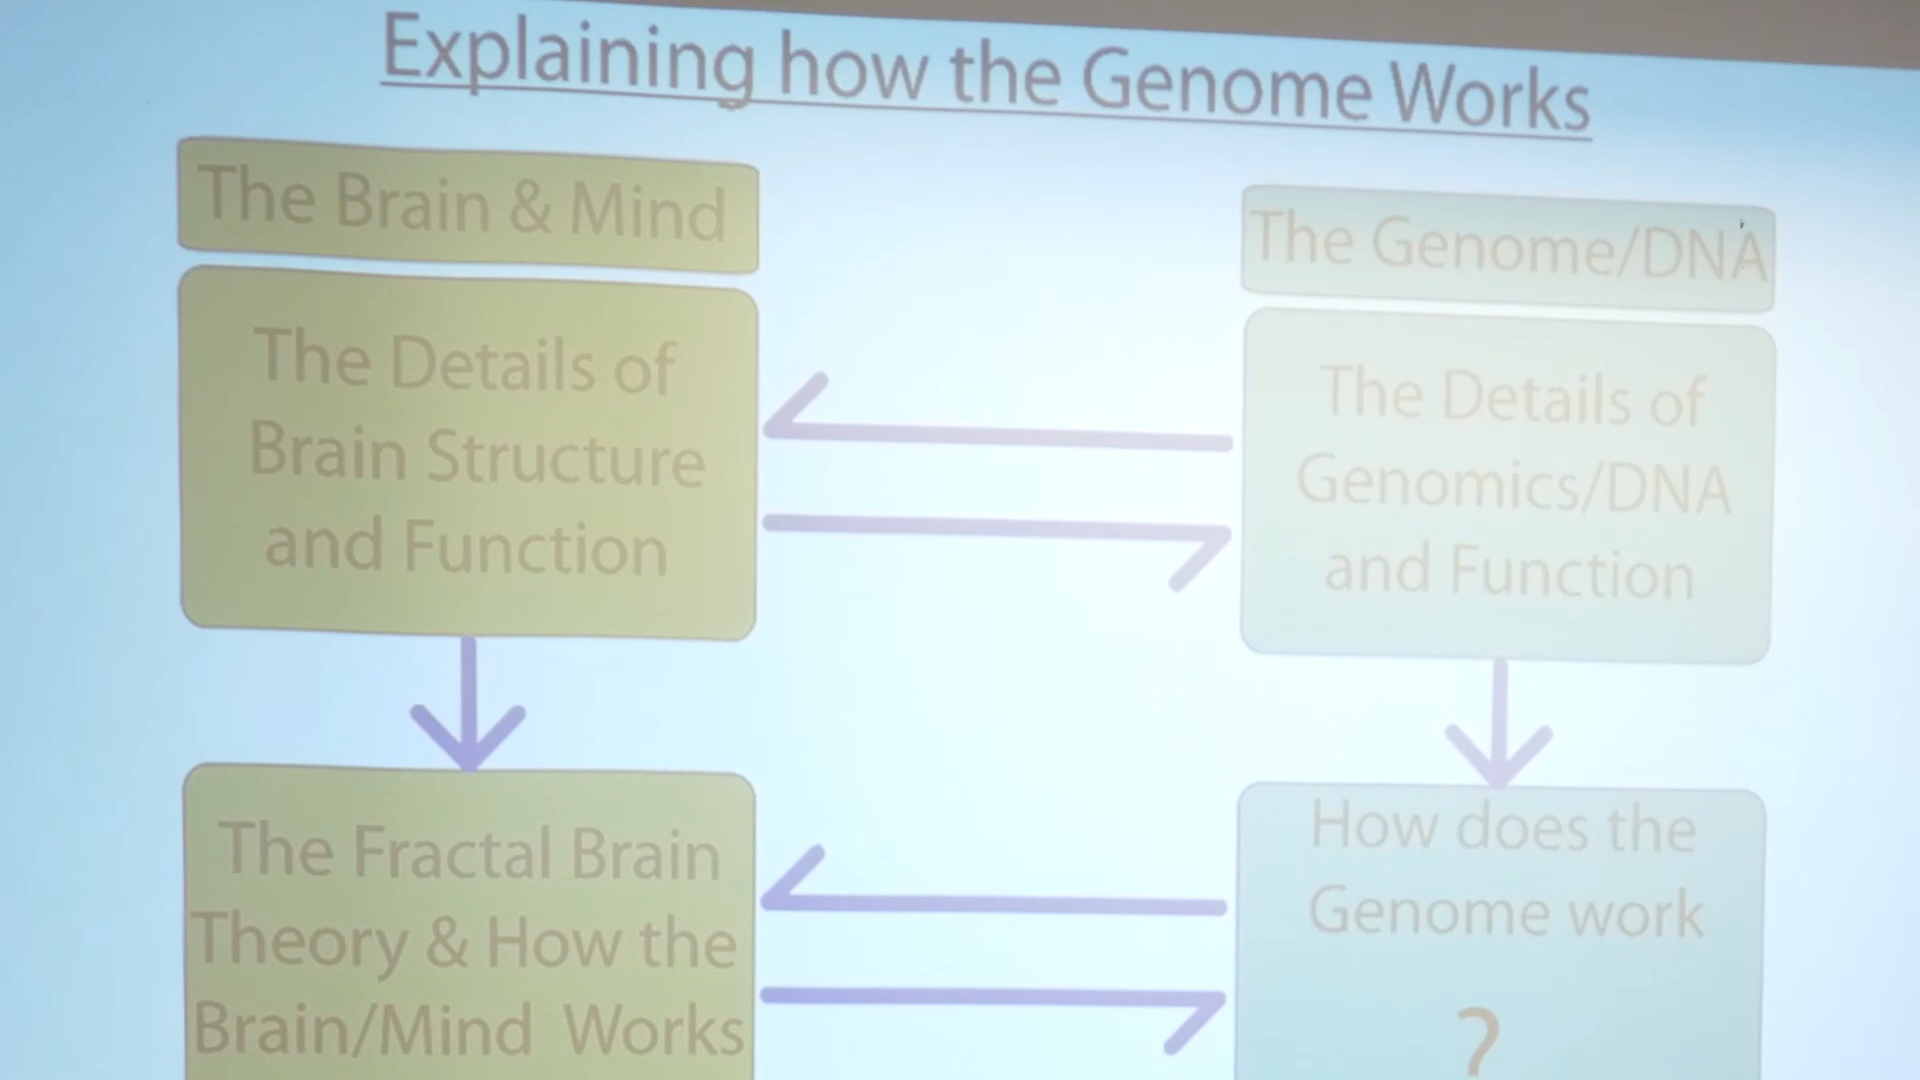 Explaining how the Genome Works
The Brain & Mind
The Details of
Brain Structure
and Function
The Fractal Brain
Theory & How the
Brain/Mind Works
The Genome/DNA
The Details of
Genomics/DNA
and Function
How does the
Genome work
?